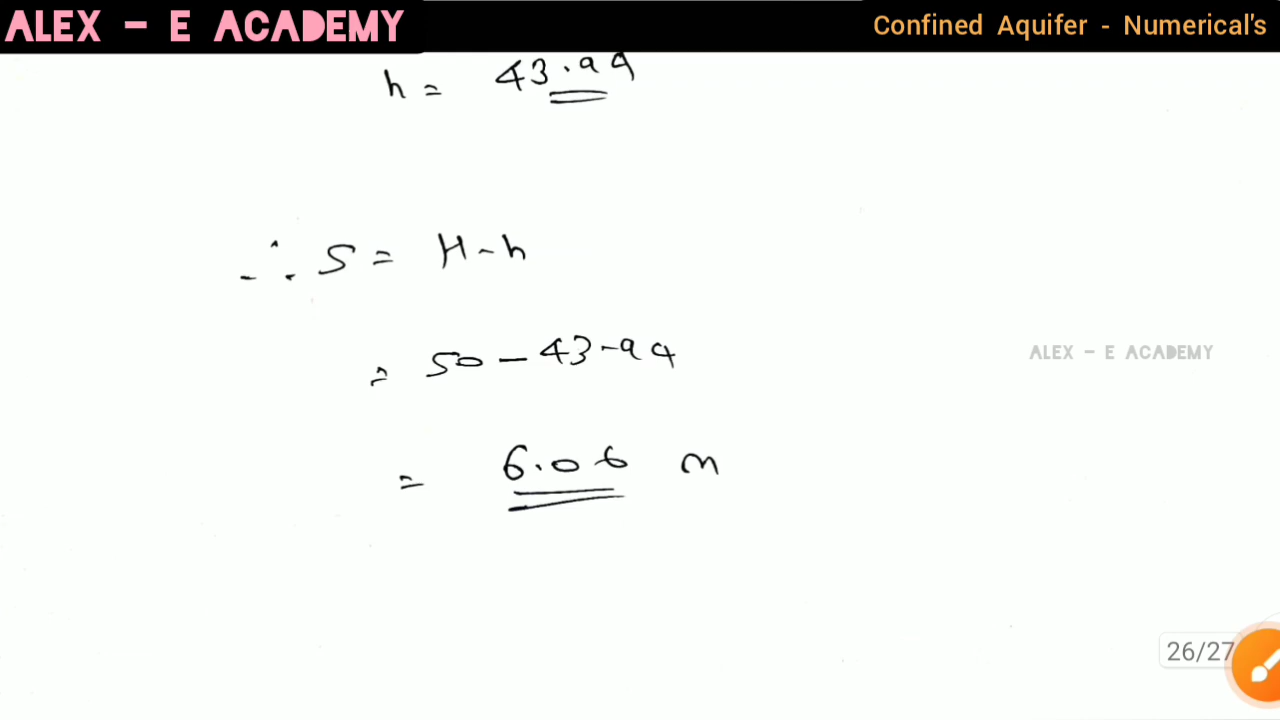 ALEX - E ACADEMY
Confined Aquifer - Numerical's
h = 43.94
∴ S = H - h
= 50 - 43.94
ALEX - E ACADEMY
= 6.06 m
26/27